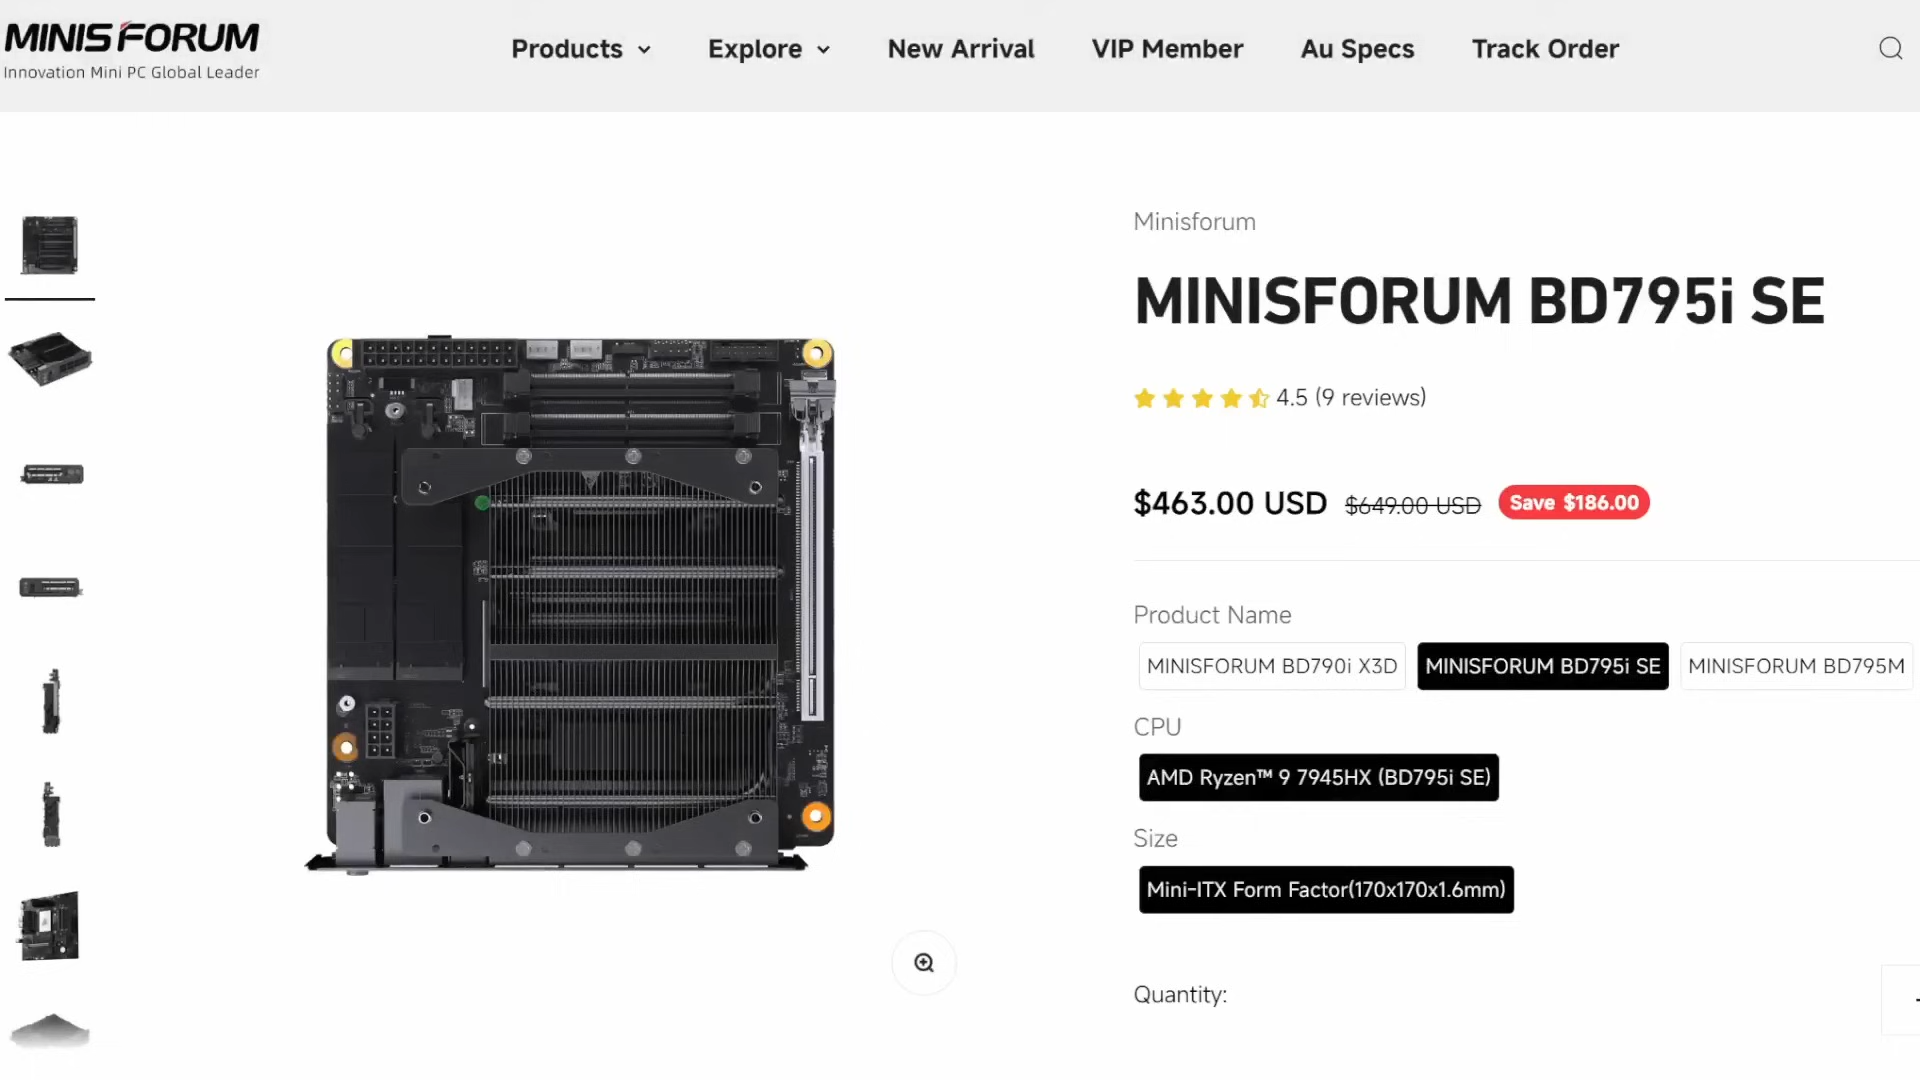 MINISFORUM
Innovation Mini PC Global Leader
Products
Explore
New Arrival
VIP Member
Au Specs
Track Order
Minisforum
MINISFORUM BD795i SE
4.5 (9 reviews)
$463.00 USD $649.00 USD Save $186.00
Product Name
MINISFORUM BD790i X3D
MINISFORUM BD795i SE
MINISFORUM BD795M
CPU
AMD Ryzen™ 9 7945HX (BD795i SE)
Size
Mini-ITX Form Factor(170x170x1.6mm)
Quantity: